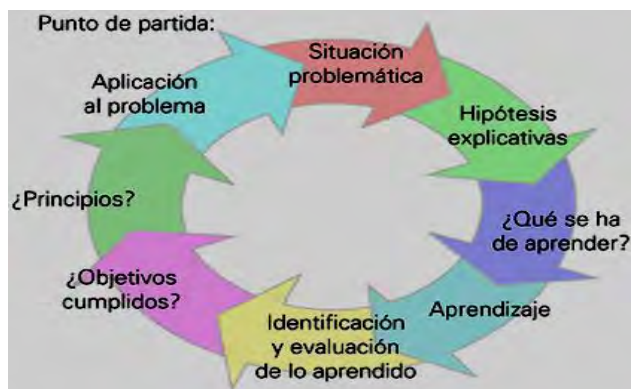 Punto de partida:
Situación
problemática
Hipótesis
explicativas
¿Qué se ha
de aprender?
Aprendizaje
Identificación
y evaluación
de lo aprendido
¿Objetivos
cumplidos?
¿Principios?
Aplicación
al problema